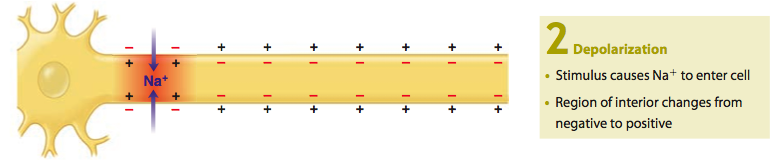 − − + + + + + + +
+ + − − − − − − −
Na⁺
+ + − − − − − − −
− − + + + + + + +
2 Depolarization
• Stimulus causes Na⁺ to enter cell
• Region of interior changes from
negative to positive